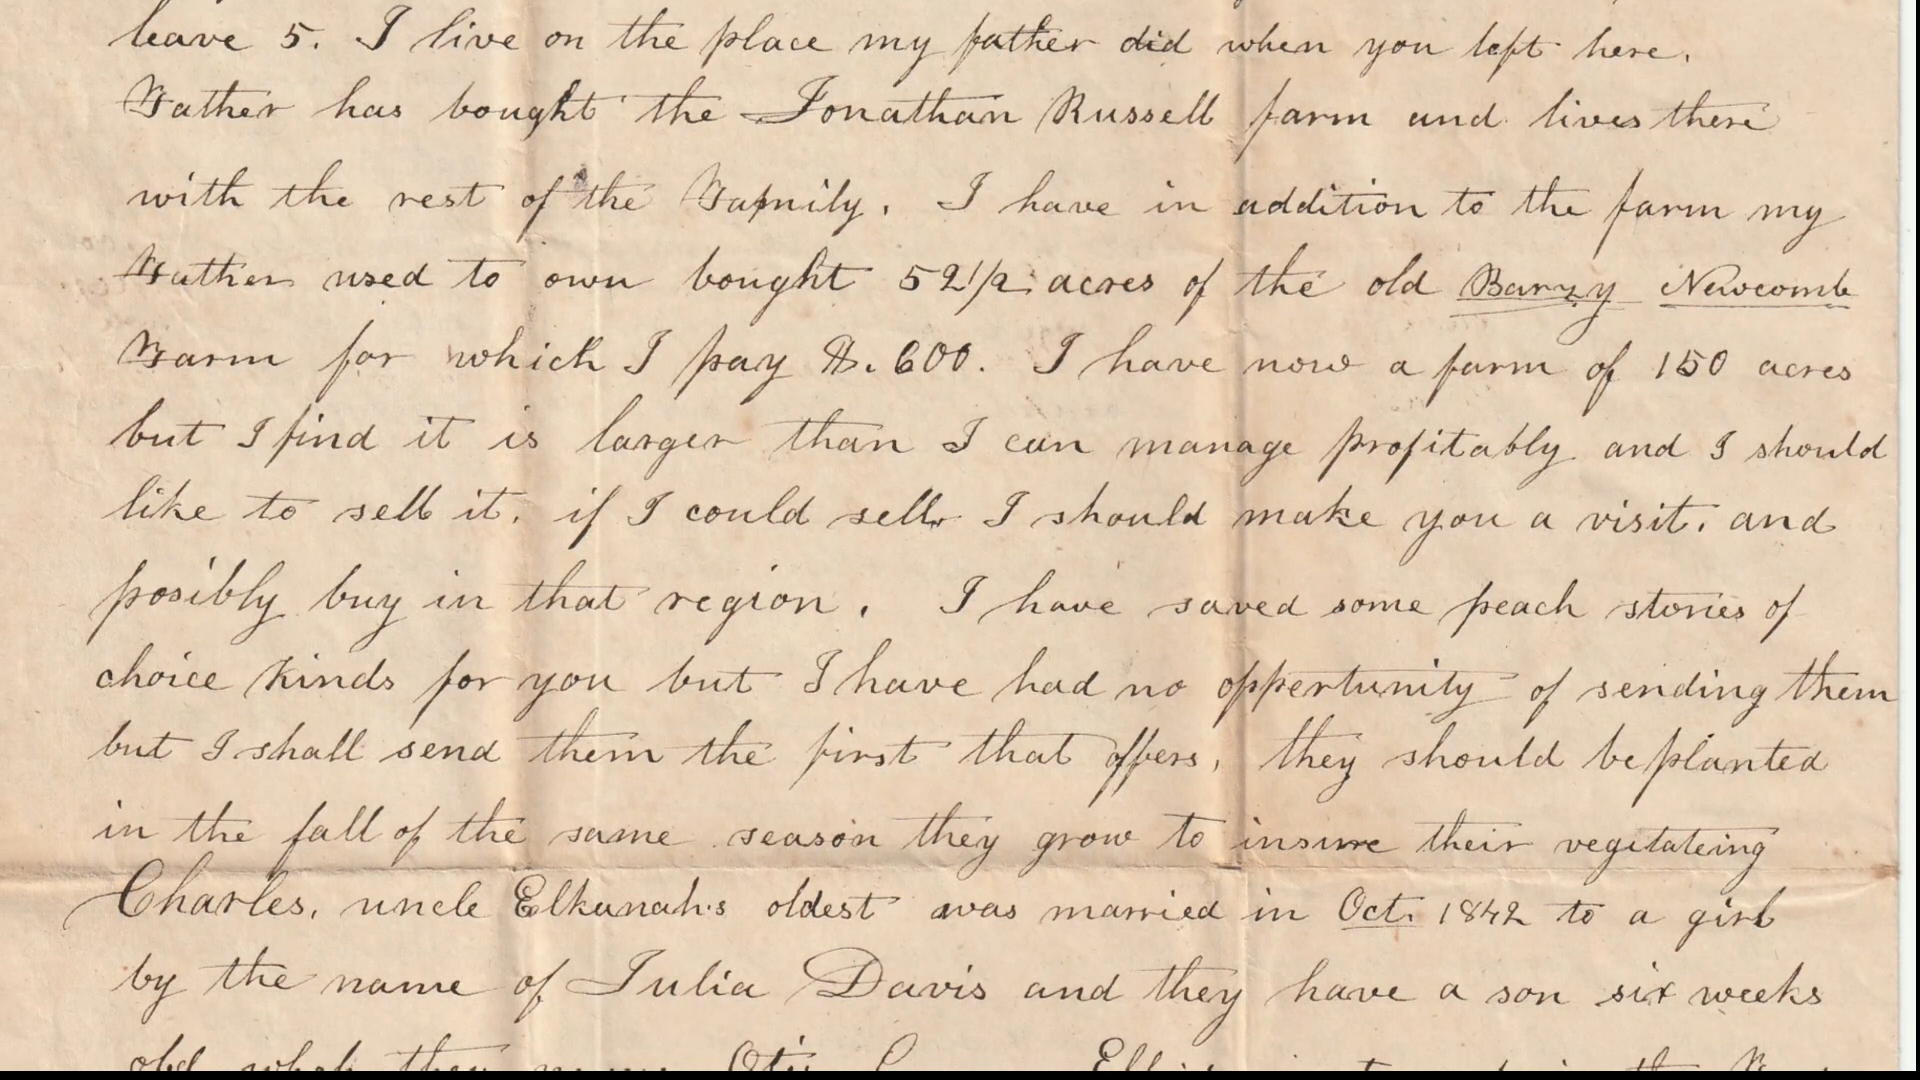 leave 5. I live on the place my father did when you left here.
Father has bought the Jonathan Russell farm and lives there
with the rest of the Family. I have in addition to the farm my
Father used to own bought 52 1/2 acres of the old Barzy Newcomb
Farm for which I pay $.600. I have now a farm of 150 acres
but I find it is larger than I can manage profitably and I should
like to sell it. if I could sell I should make you a visit. and
posibly buy in that region. I have saved some peach stones of
choice kinds for you but I have had no oppertunity of sending them
but I shall send them the first that offers, they should be planted
in the fall of the same season they grow to insure their vegitateing
Charles, uncle Elkanah's oldest was married in Oct. 1842 to a girl
by the name of Julia Davis and they have a son six weeks
old they name Otis